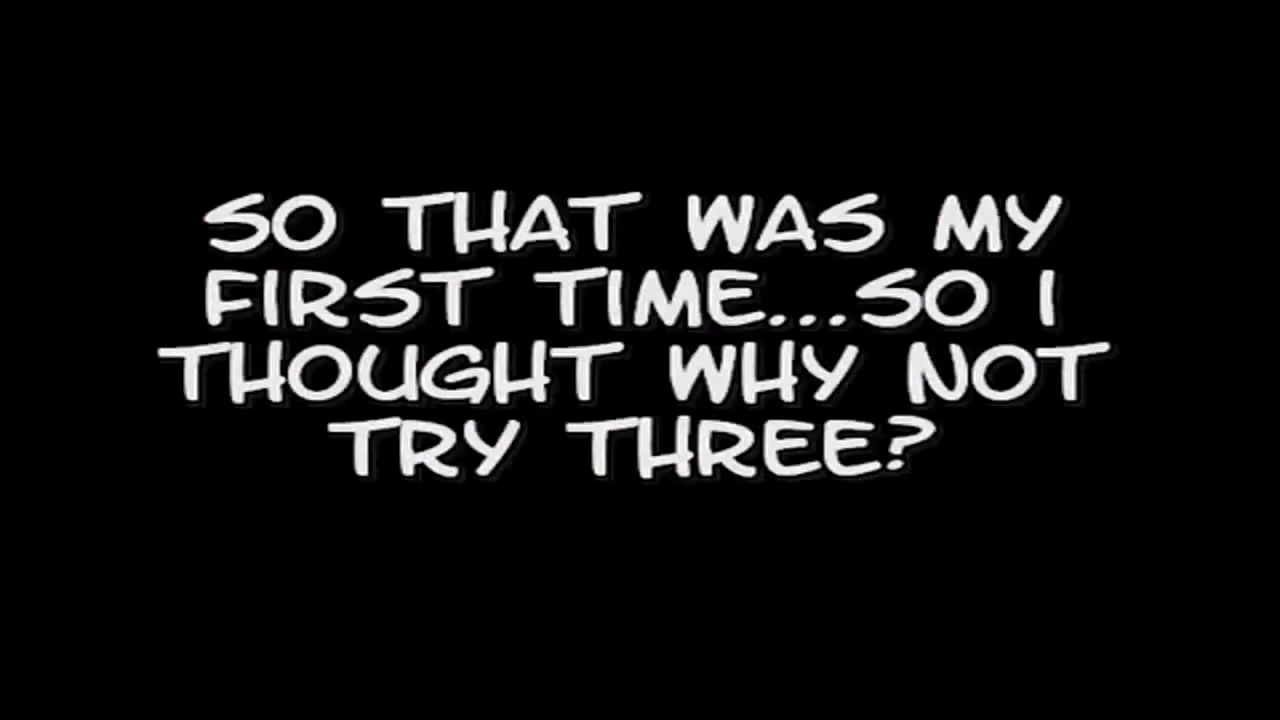 SO THAT WAS MY
FIRST TIME...SO I
THOUGHT WHY NOT
TRY THREE?